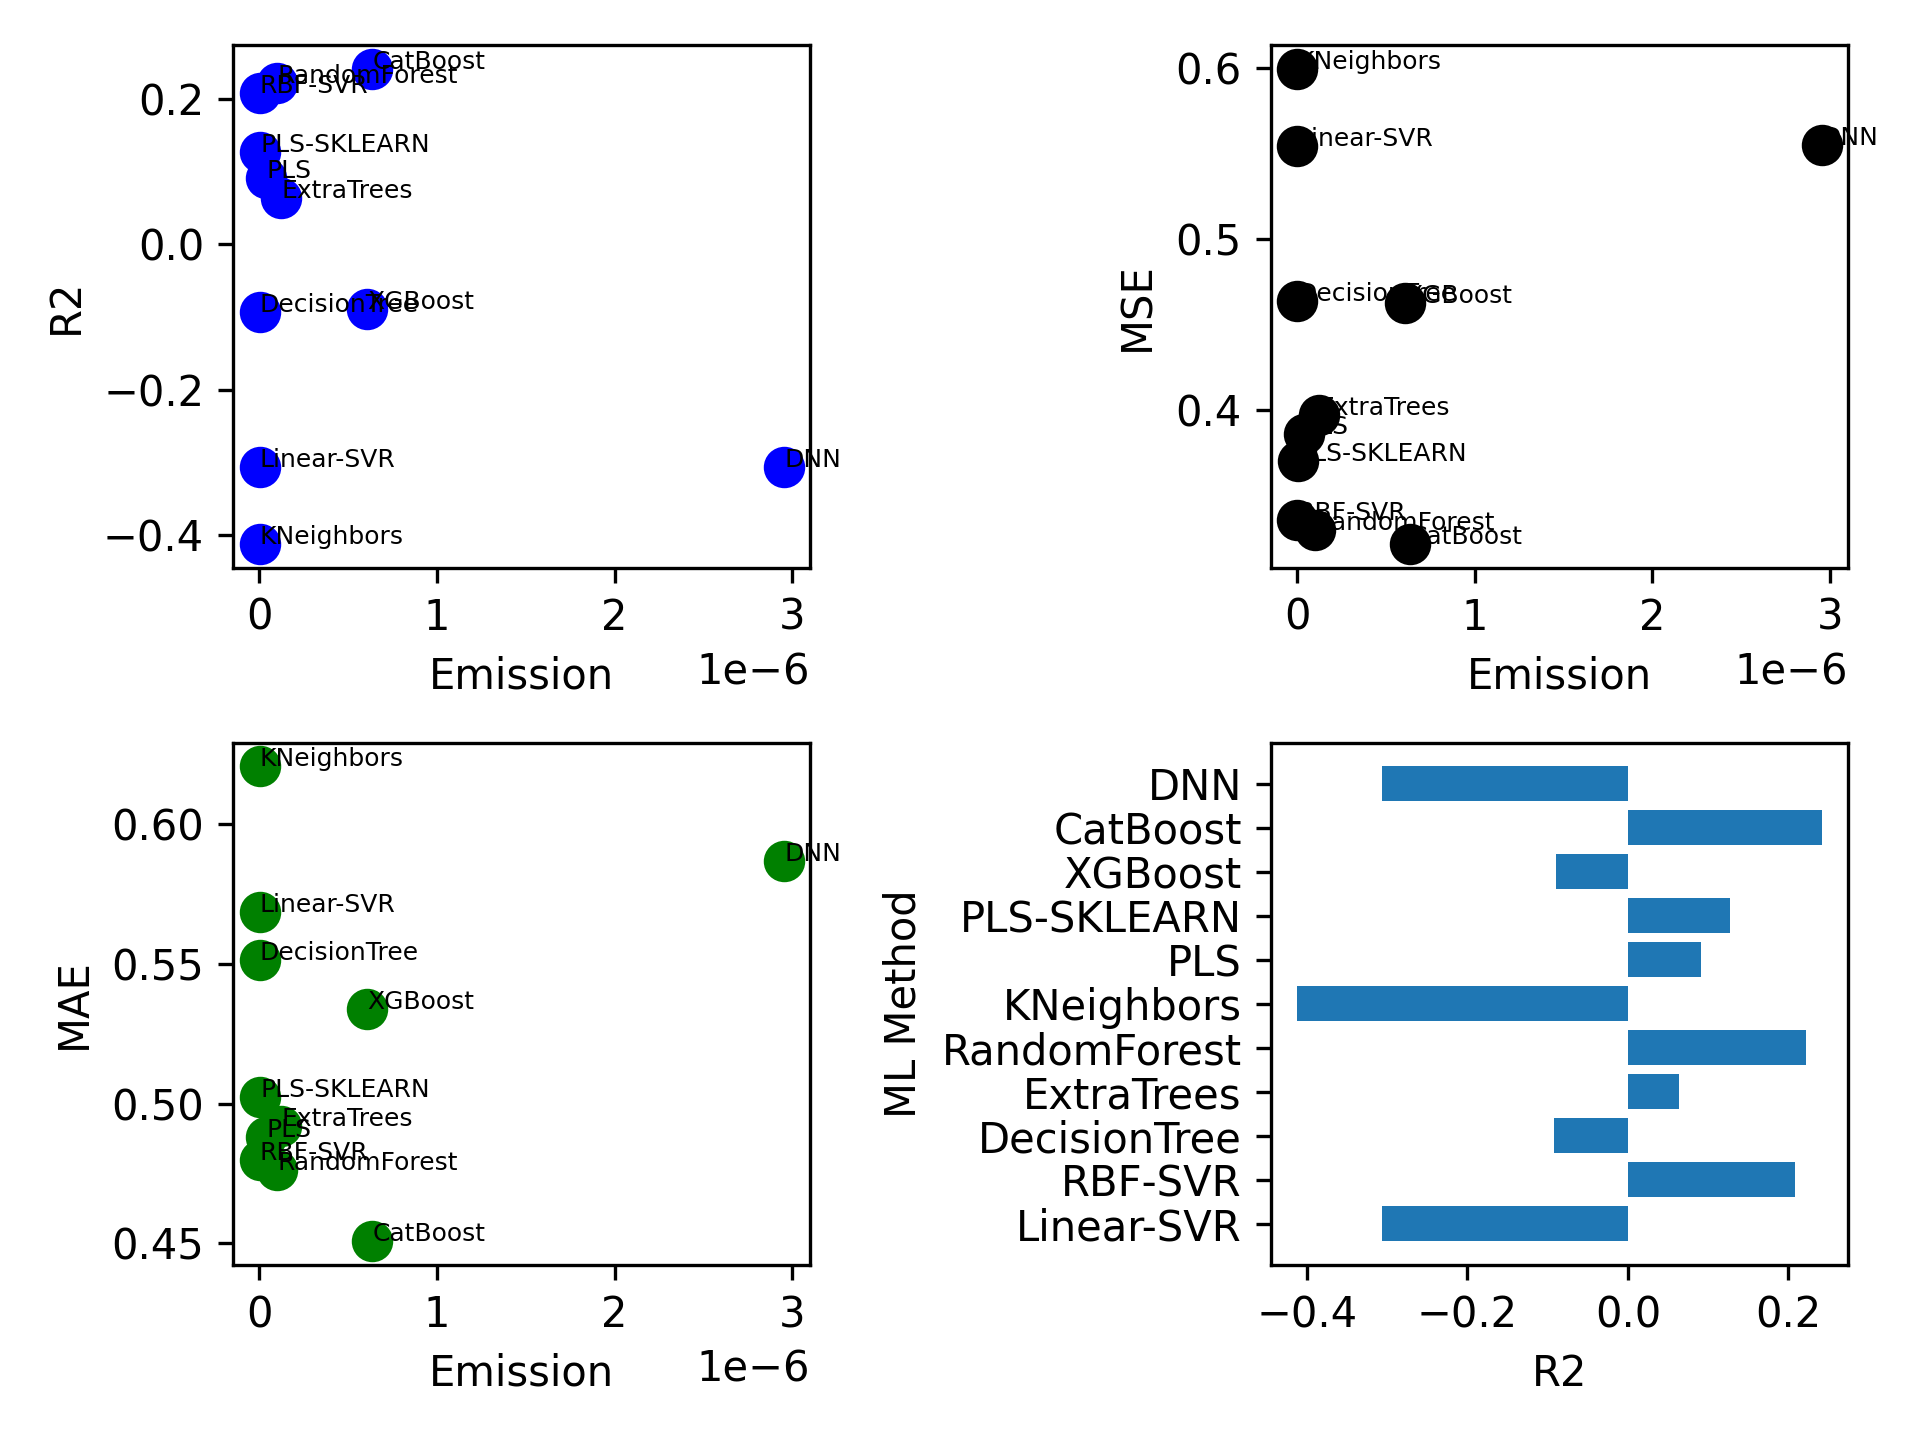 R2
0.2
0.0
−0.2
−0.4
CatBoost
RandomForest
RBF-SVR
PLS-SKLEARN
PLS
ExtraTrees
DecisionTree
XGBoost
Linear-SVR
DNN
KNeighbors
0 1 2 3
Emission
1e−6
MSE
0.6
0.5
0.4
KNeighbors
Linear-SVR
DNN
DecisionTree
XGBoost
ExtraTrees
PLS
PLS-SKLEARN
RBF-SVR
RandomForest
CatBoost
0 1 2 3
Emission
1e−6
MAE
0.60
0.55
0.50
0.45
KNeighbors
DNN
Linear-SVR
DecisionTree
XGBoost
PLS-SKLEARN
ExtraTrees
PLS
RBF-SVR
RandomForest
CatBoost
0 1 2 3
Emission
1e−6
ML Method
DNN
CatBoost
XGBoost
PLS-SKLEARN
PLS
KNeighbors
RandomForest
ExtraTrees
DecisionTree
RBF-SVR
Linear-SVR
−0.4 −0.2 0.0 0.2
R2